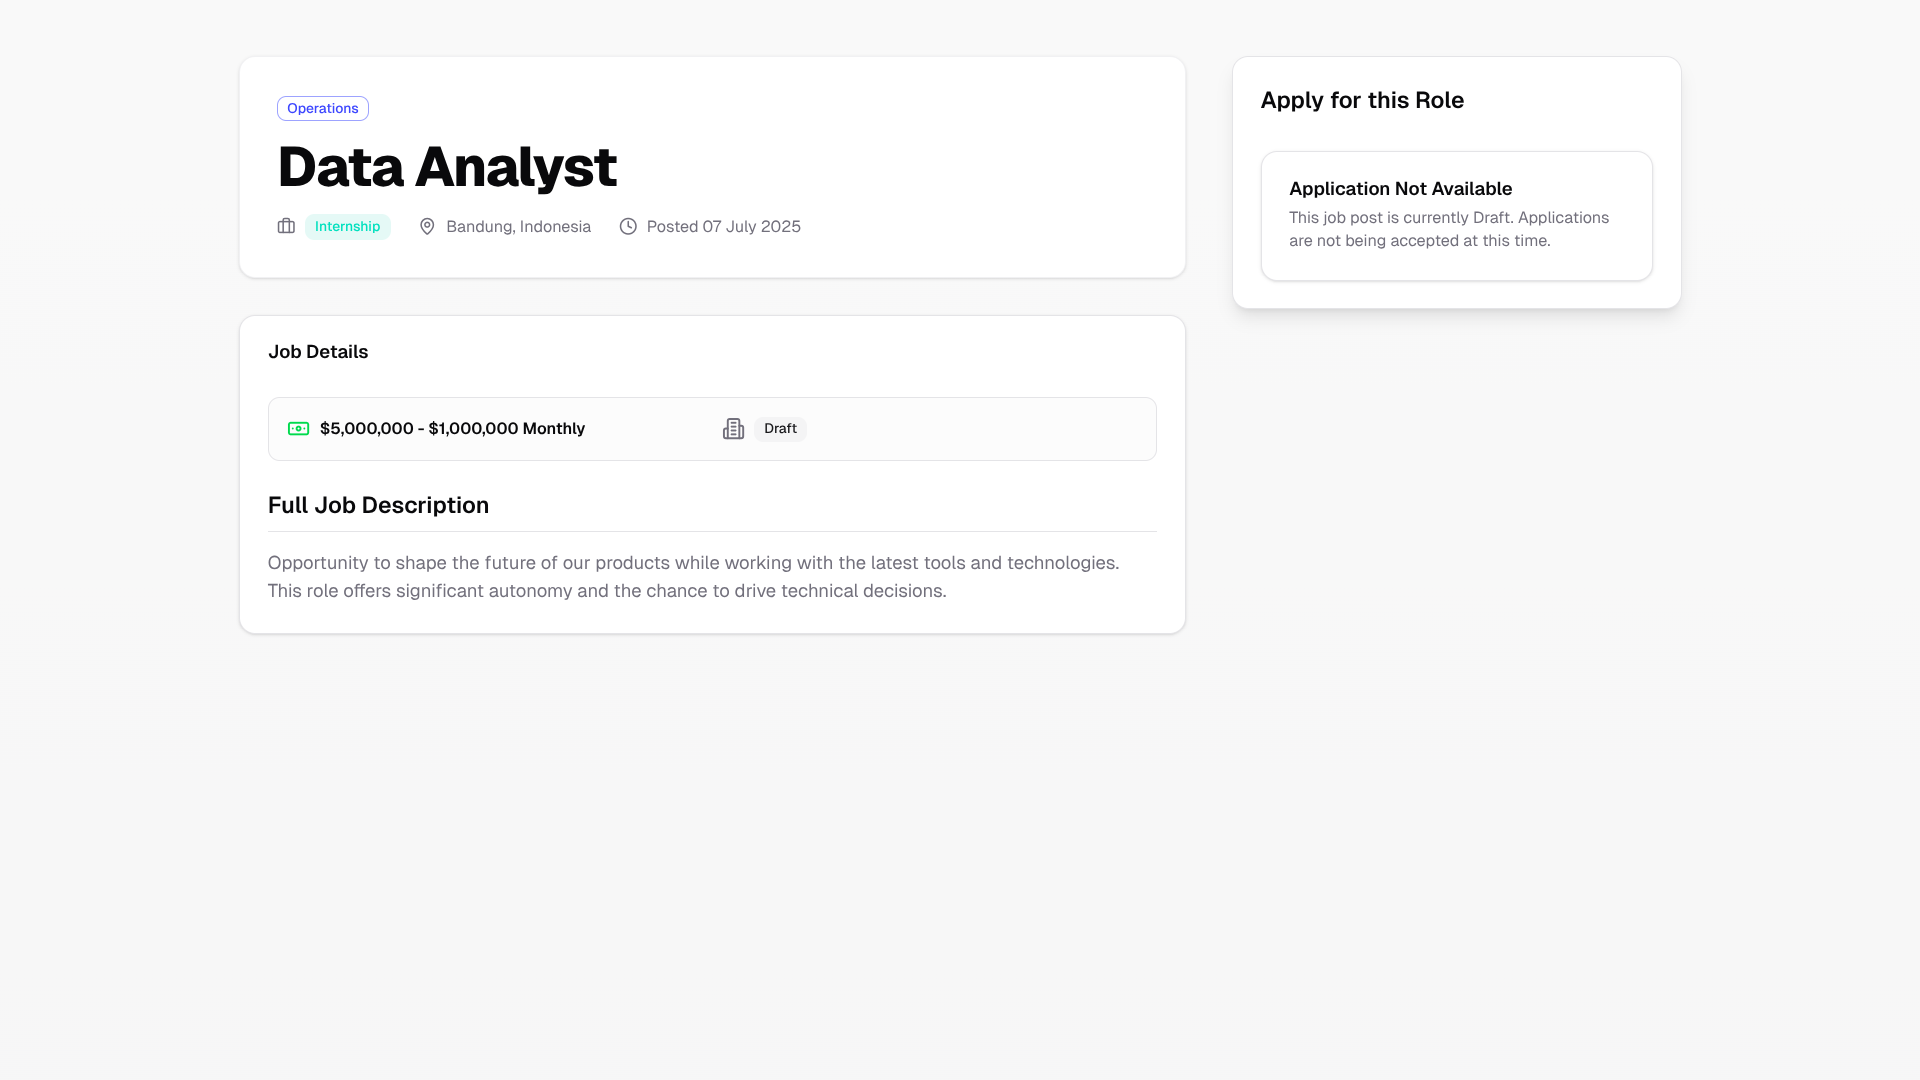 Operations
Data Analyst
Internship
Bandung, Indonesia
Posted 07 July 2025
Job Details
$5,000,000 - $1,000,000 Monthly
Draft
Full Job Description
Opportunity to shape the future of our products while working with the latest tools and technologies.
This role offers significant autonomy and the chance to drive technical decisions.
Apply for this Role
Application Not Available
This job post is currently Draft. Applications
are not being accepted at this time.